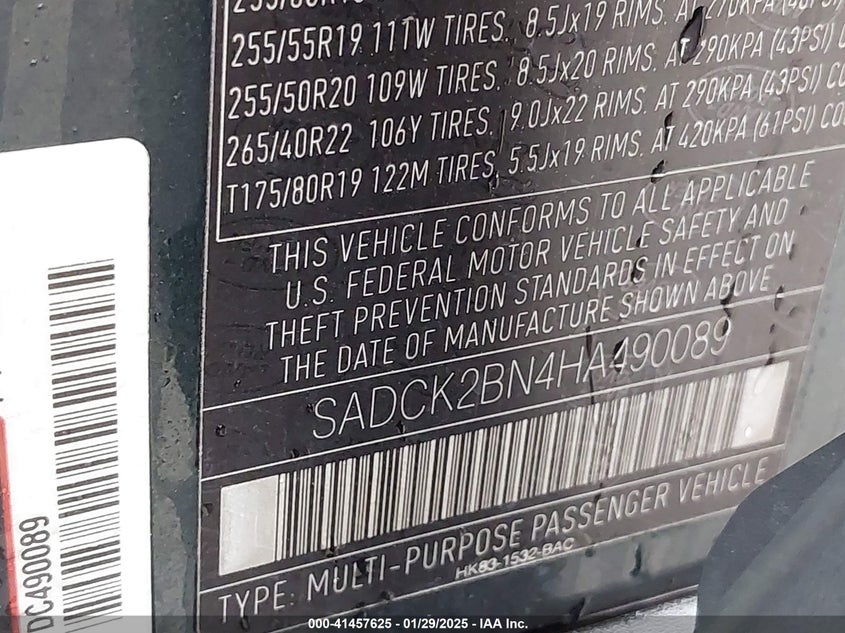 255/55R19 11TW TIRES. 8.5Jx19 RIMS. AT 270KPA
255/50R20 109W TIRES. 8.5Jx20 RIMS. AT 290KPA (43PSI)
265/40R22 106Y TIRES. 9.0Jx22 RIMS. AT 290KPA (43PSI) CO
T175/80R19 122M TIRES, 5.5Jx19 RIMS. AT 420KPA (61PSI) CO
THIS VEHICLE CONFORMS TO ALL APPLICABLE
U.S. FEDERAL MOTOR VEHICLE SAFETY AND
THEFT PREVENTION STANDARDS IN EFFECT ON
THE DATE OF MANUFACTURE SHOWN ABOVE
SADCK2BN4HA490089
TYPE: MULTI-PURPOSE PASSENGER VEHICLE
HK83-1532-BAC
DC490089
000-41457625 - 01/29/2025 - IAA Inc.